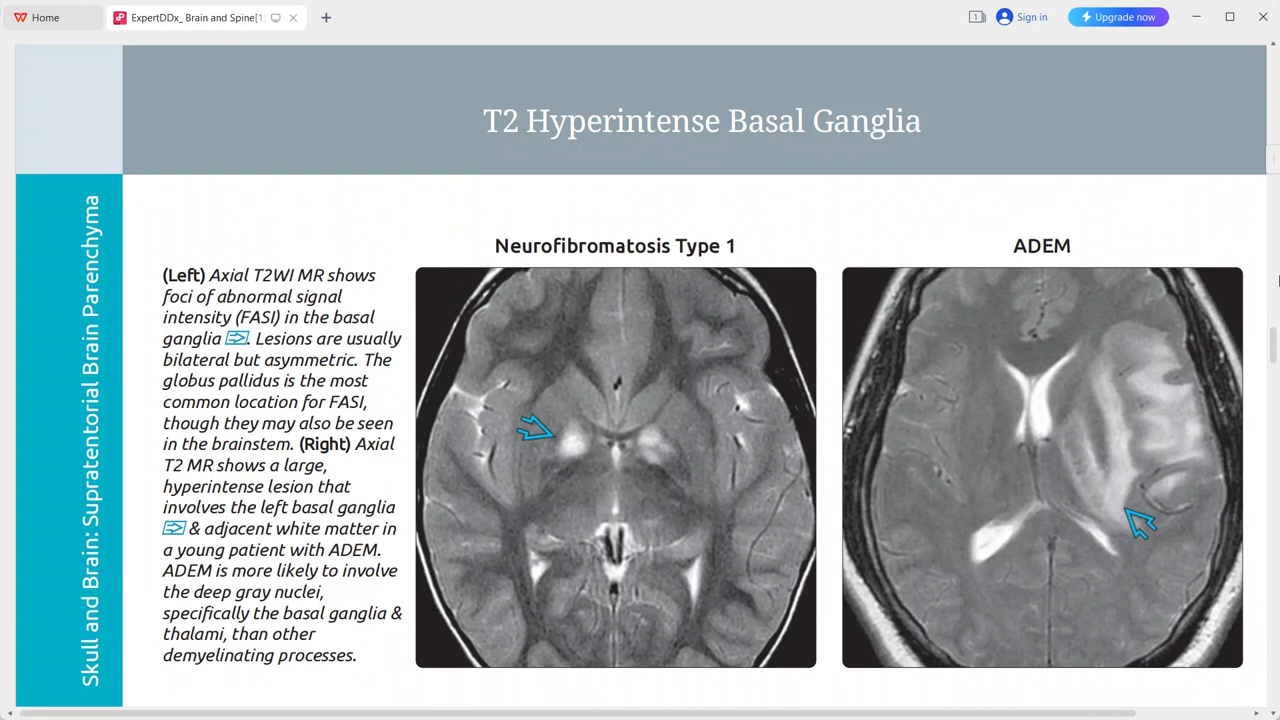 Home
ExpertDDx_ Brain and Spine[1]
1
Sign in
Upgrade now
T2 Hyperintense Basal Ganglia
Skull and Brain: Supratentorial Brain Parenchyma
(Left) Axial T2WI MR shows
foci of abnormal signal
intensity (FASI) in the basal
ganglia. Lesions are usually
bilateral but asymmetric. The
globus pallidus is the most
common location for FASI,
though they may also be seen
in the brainstem. (Right) Axial
T2 MR shows a large,
hyperintense lesion that
involves the left basal ganglia
& adjacent white matter in
a young patient with ADEM.
ADEM is more likely to involve
the deep gray nuclei,
specifically the basal ganglia &
thalami, than other
demyelinating processes.
Neurofibromatosis Type 1
ADEM